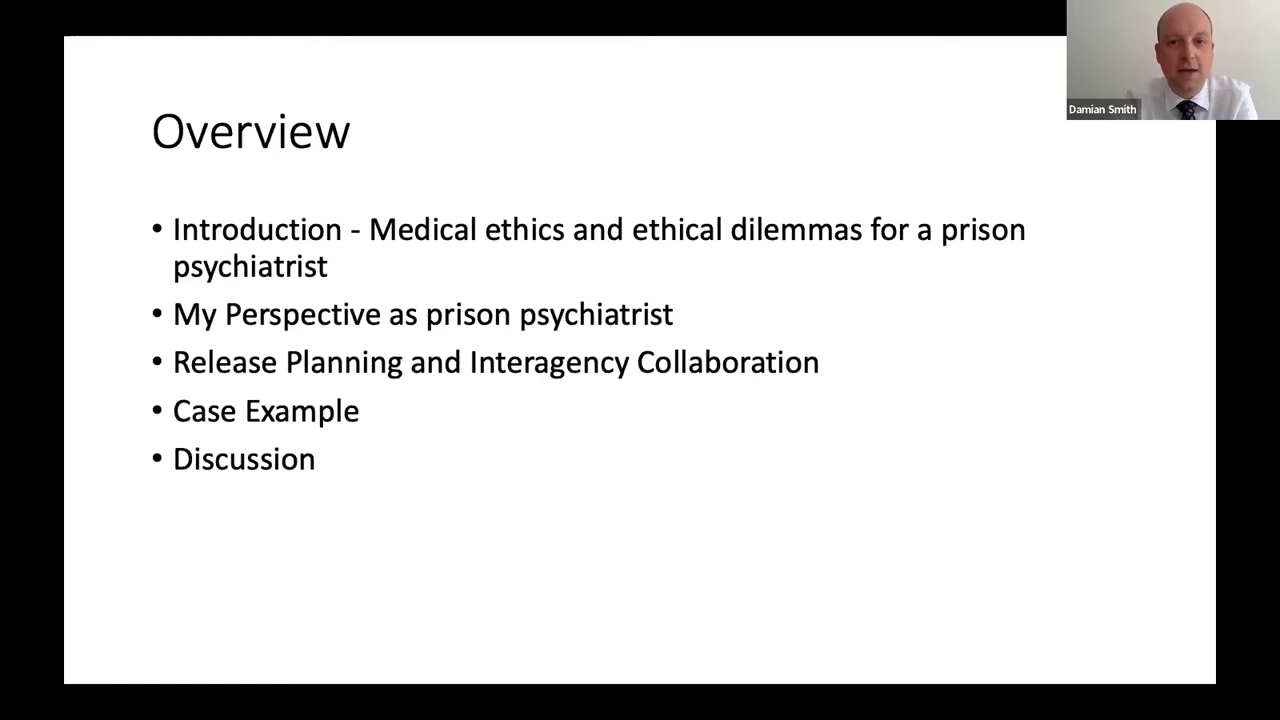 Damian Smith
Overview
• Introduction - Medical ethics and ethical dilemmas for a prison
psychiatrist
• My Perspective as prison psychiatrist
• Release Planning and Interagency Collaboration
• Case Example
• Discussion